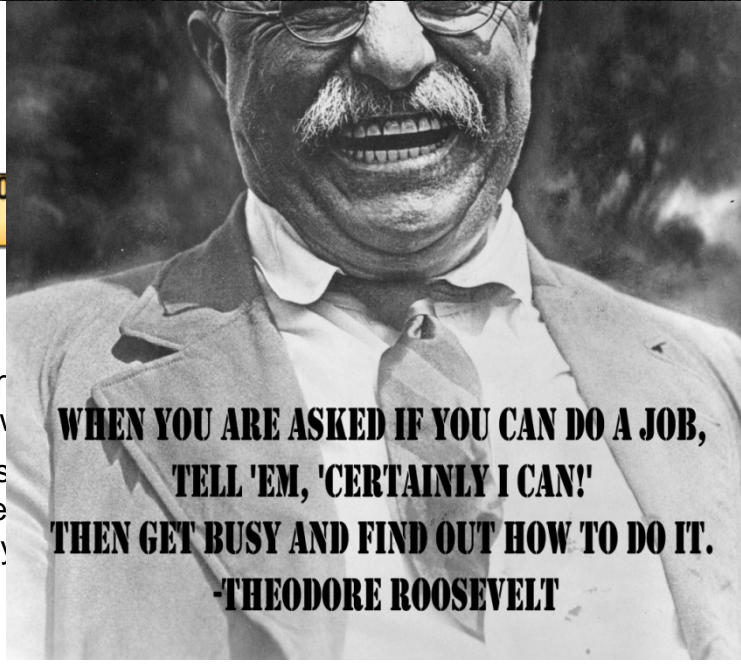 WHEN YOU ARE ASKED IF YOU CAN DO A JOB,
TELL 'EM, 'CERTAINLY I CAN!'
THEN GET BUSY AND FIND OUT HOW TO DO IT.
-THEODORE ROOSEVELT